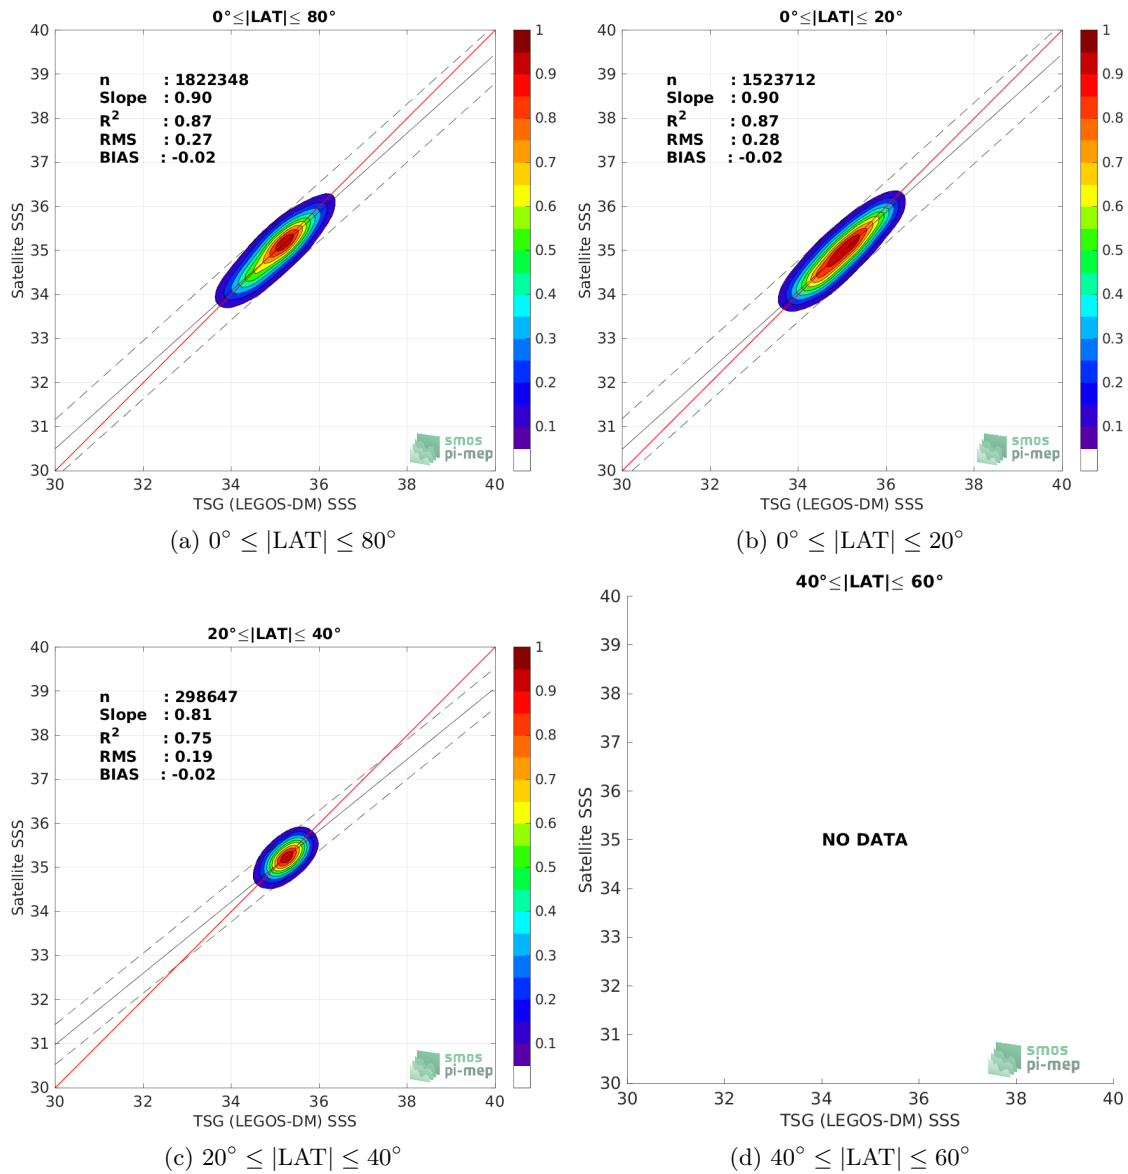 0°≤|LAT|≤ 80°
40
39
38
37
36
35
34
33
32
31
30
30
32
34
36
38
40
Satellite SSS
TSG (LEGOS-DM) SSS
n : 1822348
Slope : 0.90
R2 : 0.87
RMS : 0.27
BIAS : -0.02
1
0.9
0.8
0.7
0.6
0.5
0.4
0.3
0.2
0.1
smos
pi-mep
(a) 0° ≤ |LAT| ≤ 80°
0°≤|LAT|≤ 20°
40
39
38
37
36
35
34
33
32
31
30
30
32
34
36
38
40
Satellite SSS
TSG (LEGOS-DM) SSS
n : 1523712
Slope : 0.90
R2 : 0.87
RMS : 0.28
BIAS : -0.02
1
0.9
0.8
0.7
0.6
0.5
0.4
0.3
0.2
0.1
smos
pi-mep
(b) 0° ≤ |LAT| ≤ 20°
20°≤|LAT|≤ 40°
40
39
38
37
36
35
34
33
32
31
30
30
32
34
36
38
40
Satellite SSS
TSG (LEGOS-DM) SSS
n : 298647
Slope : 0.81
R2 : 0.75
RMS : 0.19
BIAS : -0.02
1
0.9
0.8
0.7
0.6
0.5
0.4
0.3
0.2
0.1
smos
pi-mep
(c) 20° ≤ |LAT| ≤ 40°
40°≤|LAT|≤ 60°
40
39
38
37
36
35
34
33
32
31
30
30
32
34
36
38
40
Satellite SSS
TSG (LEGOS-DM) SSS
NO DATA
smos
pi-mep
(d) 40° ≤ |LAT| ≤ 60°